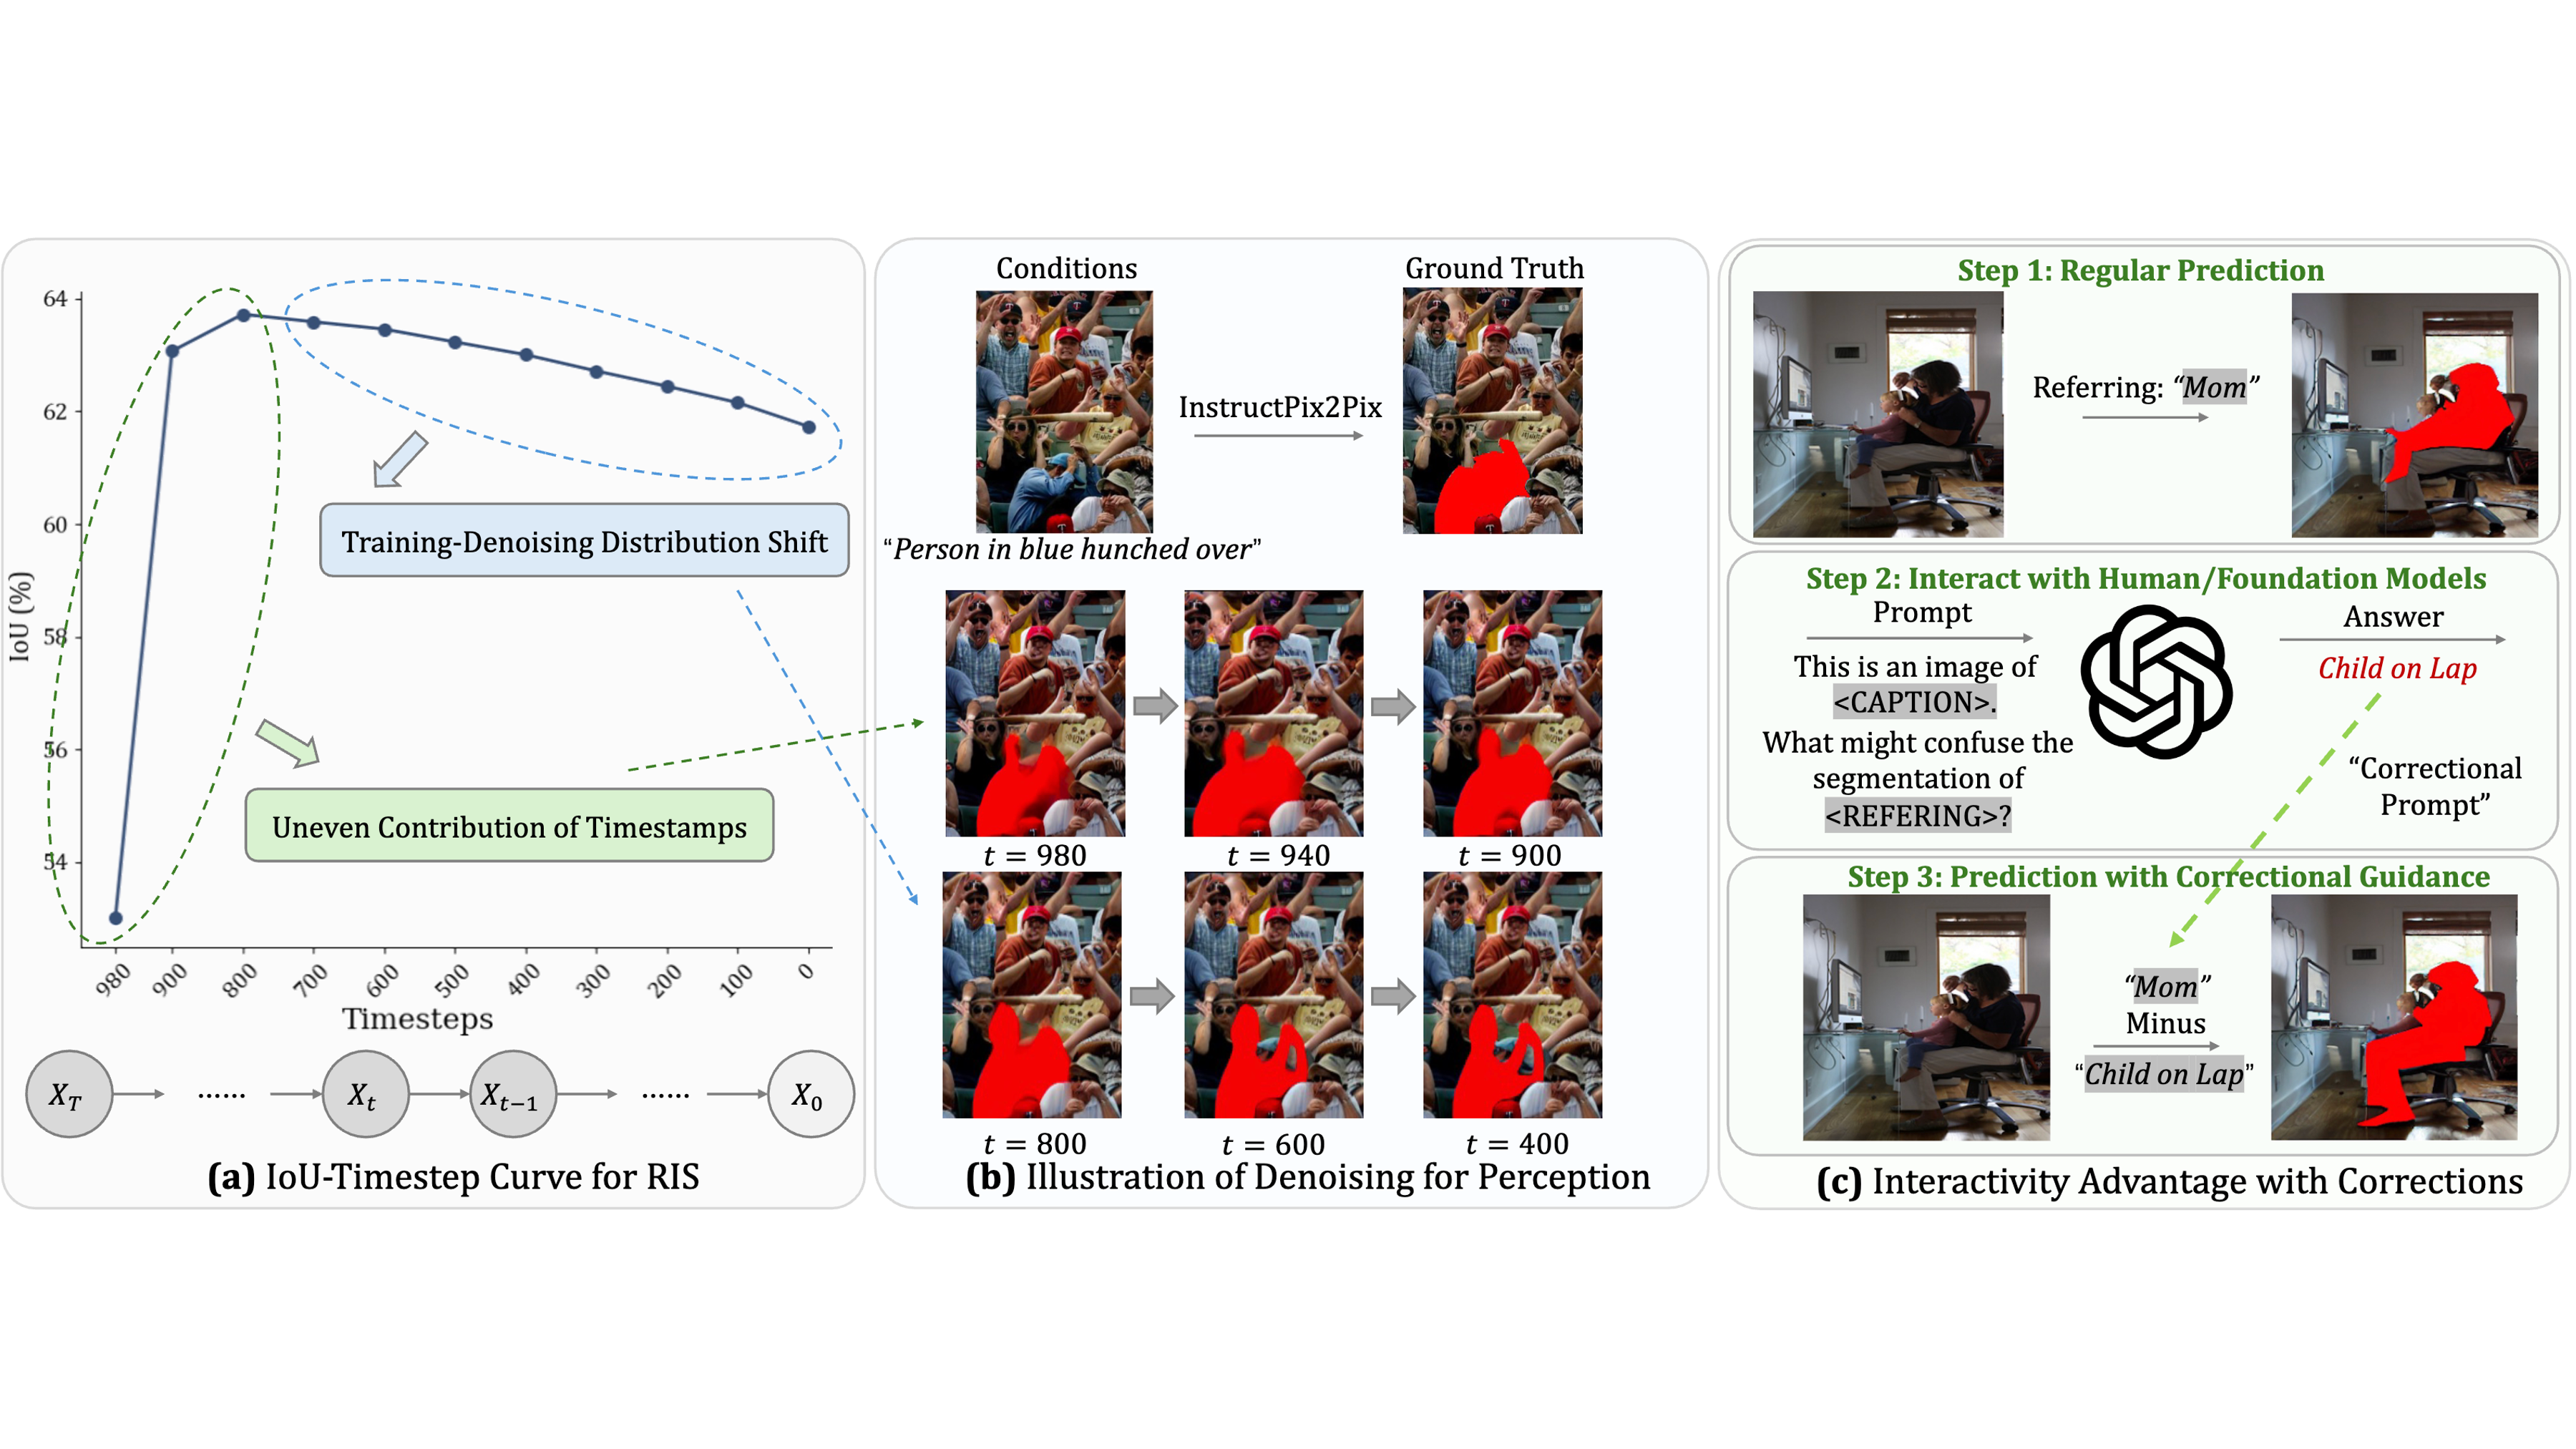 64
62
60
58
56
54
IoU (%)
Training-Denoising Distribution Shift
Uneven Contribution of Timestamps
980
900
800
700
600
500
400
300
200
100
0
Timesteps
X_T
......
X_t
X_{t−1}
......
X_0
(a) IoU-Timestep Curve for RIS
Conditions
Ground Truth
InstructPix2Pix
“Person in blue hunched over”
t = 980
t = 940
t = 900
t = 800
t = 600
t = 400
(b) Illustration of Denoising for Perception
Step 1: Regular Prediction
Referring: “Mom”
Step 2: Interact with Human/Foundation Models
Prompt
This is an image of
<CAPTION>.
What might confuse the
segmentation of
<REFERING>?
Answer
Child on Lap
“Correctional
Prompt”
Step 3: Prediction with Correctional Guidance
“Mom”
Minus
“Child on Lap”
(c) Interactivity Advantage with Corrections